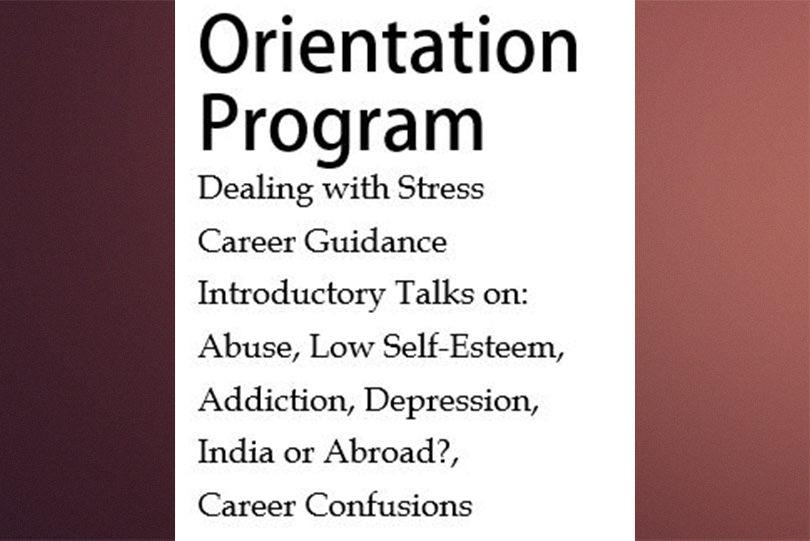 Orientation
Program
Dealing with Stress
Career Guidance
Introductory Talks on:
Abuse, Low Self-Esteem,
Addiction, Depression,
India or Abroad?,
Career Confusions